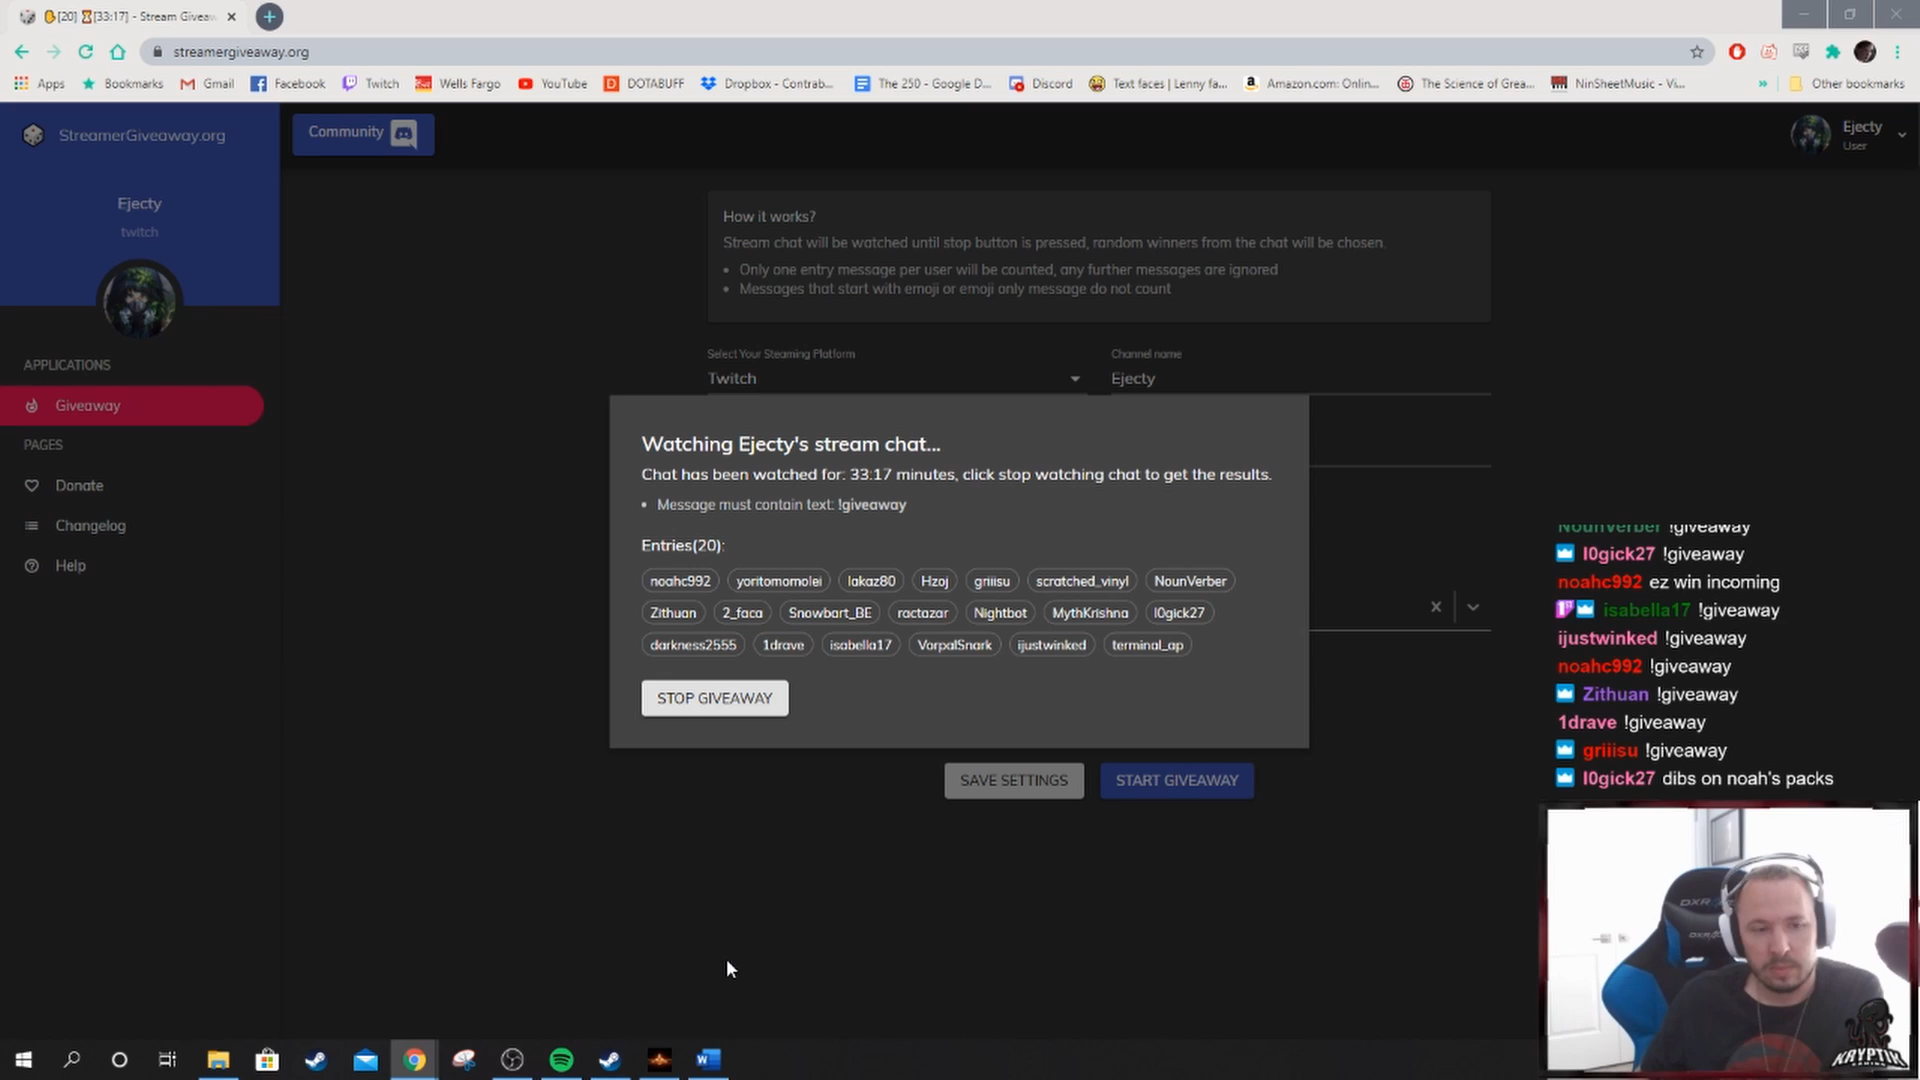 [20] [33:17] - Stream Giveaw
streamergiveaway.org
Apps Bookmarks Gmail Facebook Twitch Wells Fargo YouTube DOTABUFF Dropbox - Contrab... The 250 - Google D... Discord Text faces | Lenny fa... Amazon.com: Onlin... The Science of Grea... NinSheetMusic - Vi... » Other bookmarks
StreamerGiveaway.org
Community
Ejecty
User
Ejecty
twitch
APPLICATIONS
Giveaway
PAGES
Donate
Changelog
Help
How it works?
Stream chat will be watched until stop button is pressed, random winners from the chat will be chosen.
• Only one entry message per user will be counted, any further messages are ignored
• Messages that start with emoji or emoji only message do not count
Select Your Steaming Platform
Twitch
Channel name
Ejecty
Watching Ejecty's stream chat...
Chat has been watched for: 33:17 minutes, click stop watching chat to get the results.
• Message must contain text: !giveaway
Entries(20):
noahc992 yoritomomolei lakaz80 Hzoj griiisu scratched_vinyl NounVerber
Zithuan 2_faca Snowbart_BE ractazar Nightbot MythKrishna l0gick27
darkness2555 1drave isabella17 VorpalSnark ijustwinked terminal_ap
STOP GIVEAWAY
SAVE SETTINGS START GIVEAWAY
NounVerber !giveaway
l0gick27 !giveaway
noahc992 ez win incoming
isabella17 !giveaway
ijustwinked !giveaway
noahc992 !giveaway
Zithuan !giveaway
1drave !giveaway
griiisu !giveaway
l0gick27 dibs on noah's packs
KRYPTIK